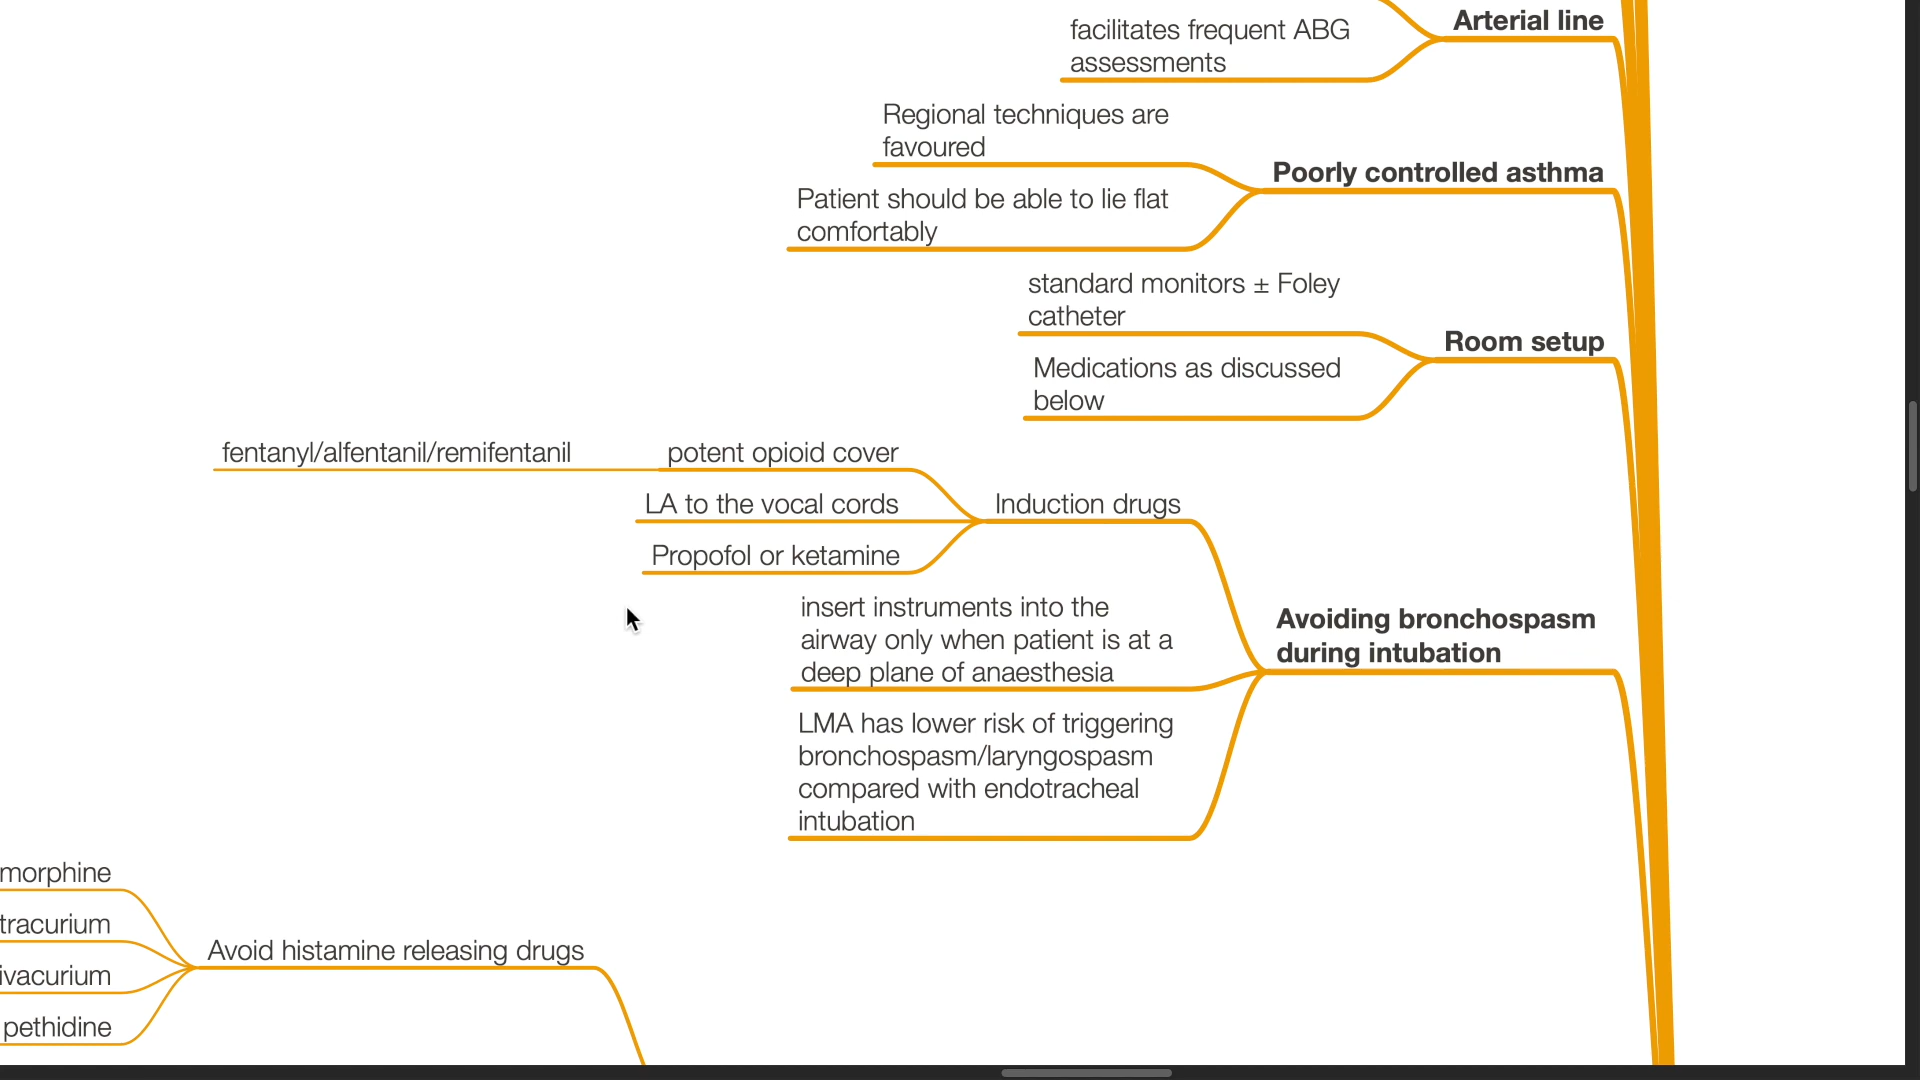 Arterial line
facilitates frequent ABG
assessments
Regional techniques are
favoured
Poorly controlled asthma
Patient should be able to lie flat
comfortably
standard monitors ± Foley
catheter
Room setup
Medications as discussed
below
fentanyl/alfentanil/remifentanil
potent opioid cover
LA to the vocal cords
Induction drugs
Propofol or ketamine
insert instruments into the
airway only when patient is at a
deep plane of anaesthesia
Avoiding bronchospasm
during intubation
LMA has lower risk of triggering
bronchospasm/laryngospasm
compared with endotracheal
intubation
morphine
tracurium
Avoid histamine releasing drugs
ivacurium
pethidine